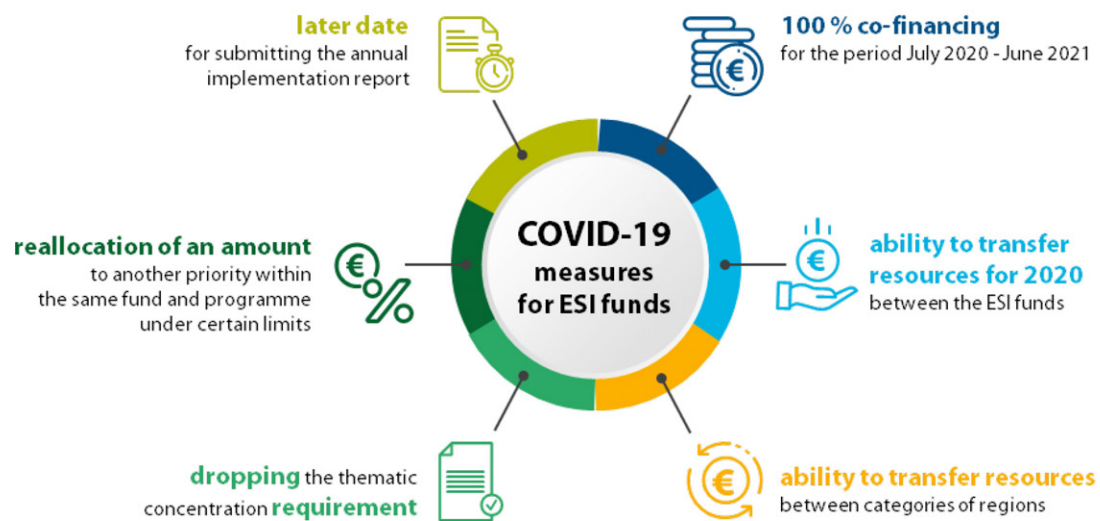 later date
for submitting the annual
implementation report
100 % co-financing
for the period July 2020 - June 2021
reallocation of an amount
to another priority within
the same fund and programme
under certain limits
COVID-19
measures
for ESI funds
ability to transfer
resources for 2020
between the ESI funds
dropping the thematic
concentration requirement
ability to transfer resources
between categories of regions